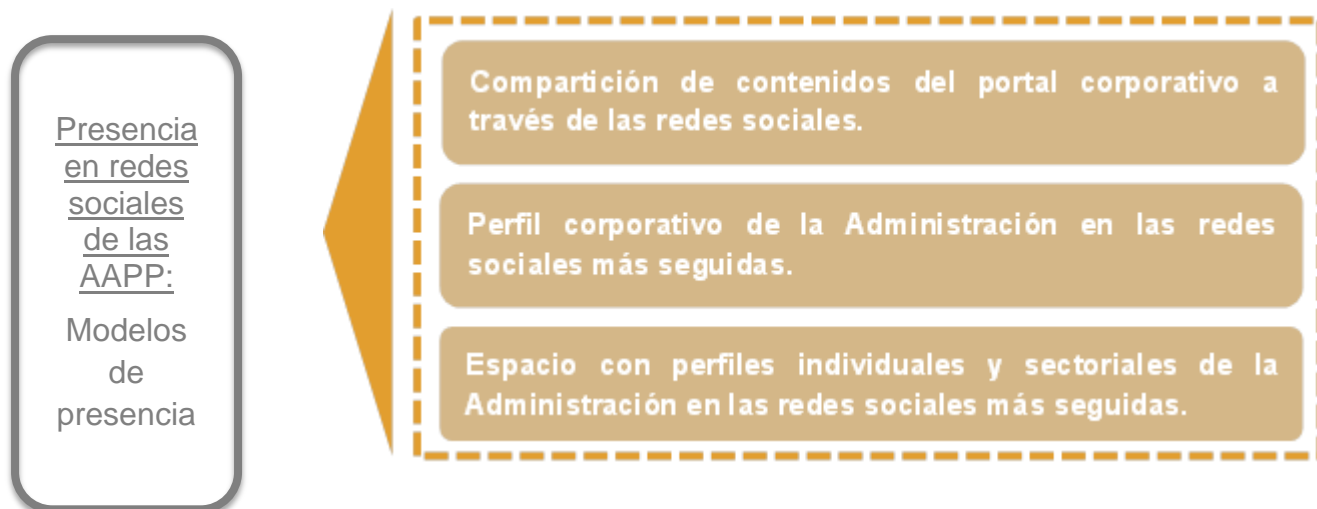 Presencia
en redes
sociales
de las
AAPP:
Modelos
de
presencia
Compartición de contenidos del portal corporativo a
través de las redes sociales.
Perfil corporativo de la Administración en las redes
sociales más seguidas.
Espacio con perfiles individuales y sectoriales de la
Administración en las redes sociales más seguidas.